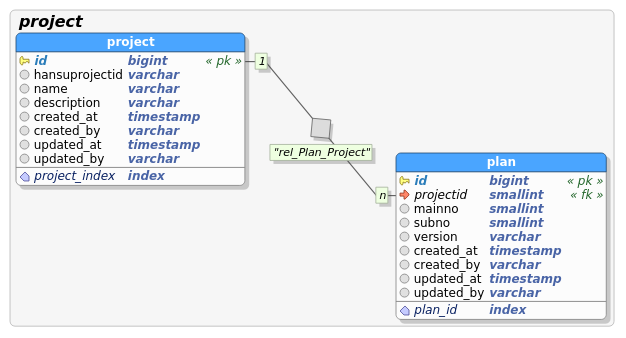 project
project
id bigint « pk »
hansuprojectid varchar
name varchar
description varchar
created_at timestamp
created_by varchar
updated_at timestamp
updated_by varchar
project_index index
1
"rel_Plan_Project"
n
plan
id bigint « pk »
projectid smallint « fk »
mainno smallint
subno smallint
version varchar
created_at timestamp
created_by varchar
updated_at timestamp
updated_by varchar
plan_id index